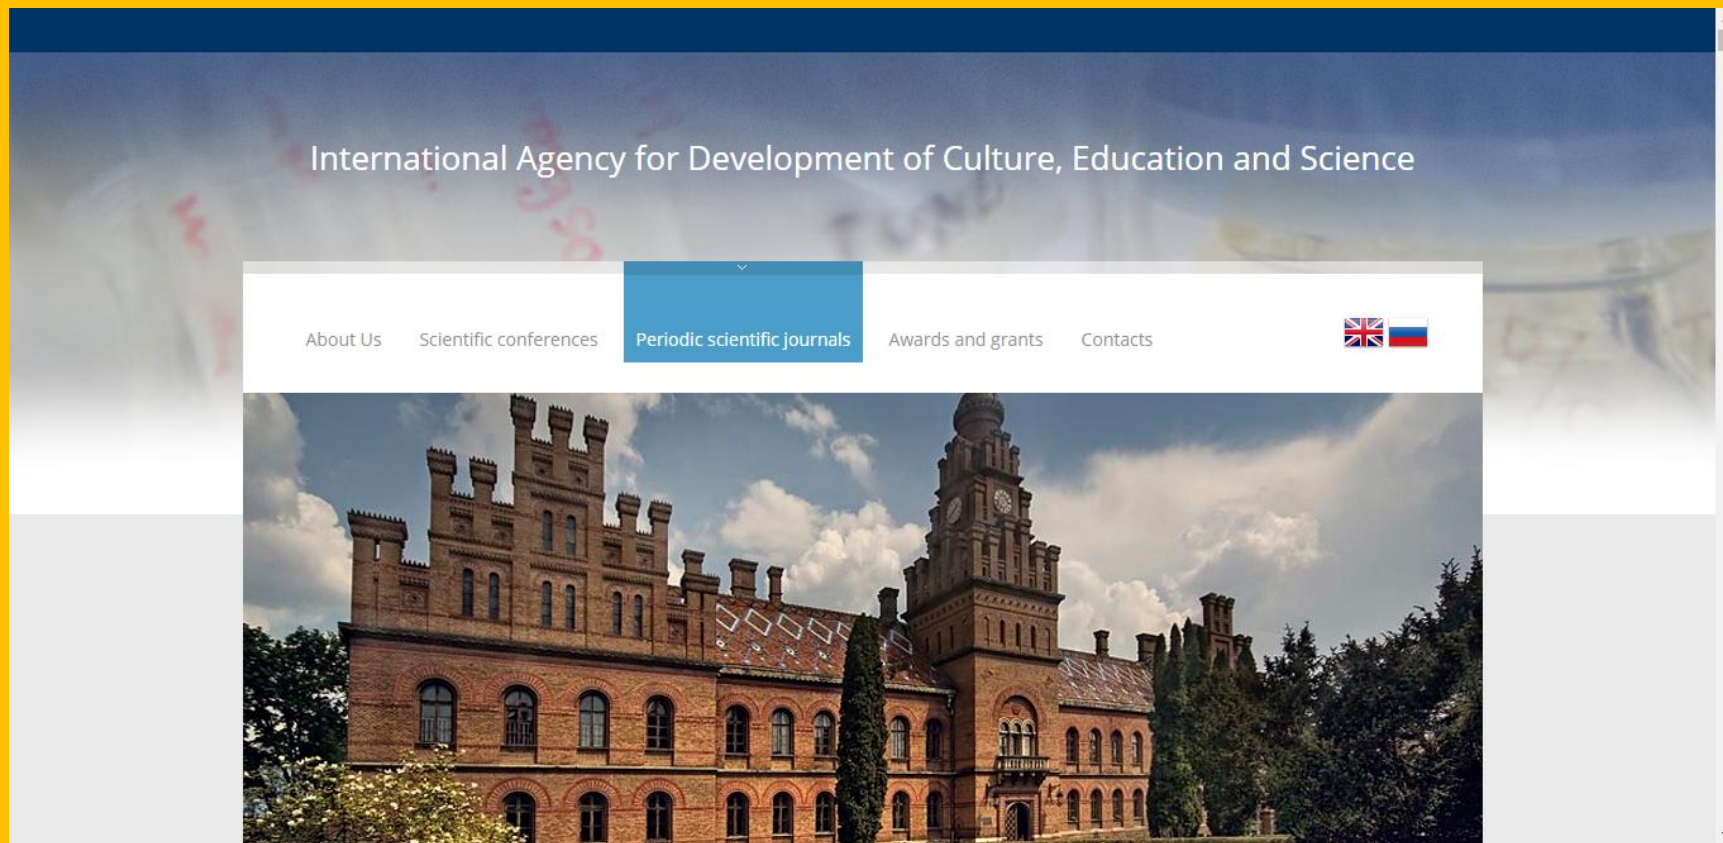 International Agency for Development of Culture, Education and Science
About Us
Scientific conferences
Periodic scientific journals
Awards and grants
Contacts